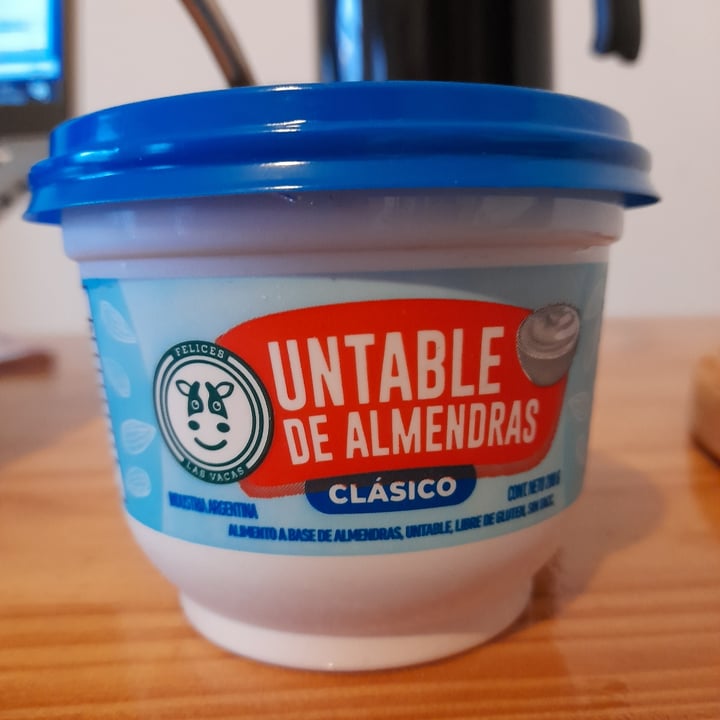 UNTABLE
DE ALMENDRAS
FELICES
LAS VACAS
CLÁSICO
INDUSTRIA ARGENTINA
CONT. NETO
ALIMENTO A BASE DE ALMENDRAS, UNTABLE, LIBRE DE GLUTEN, SIN TACC.